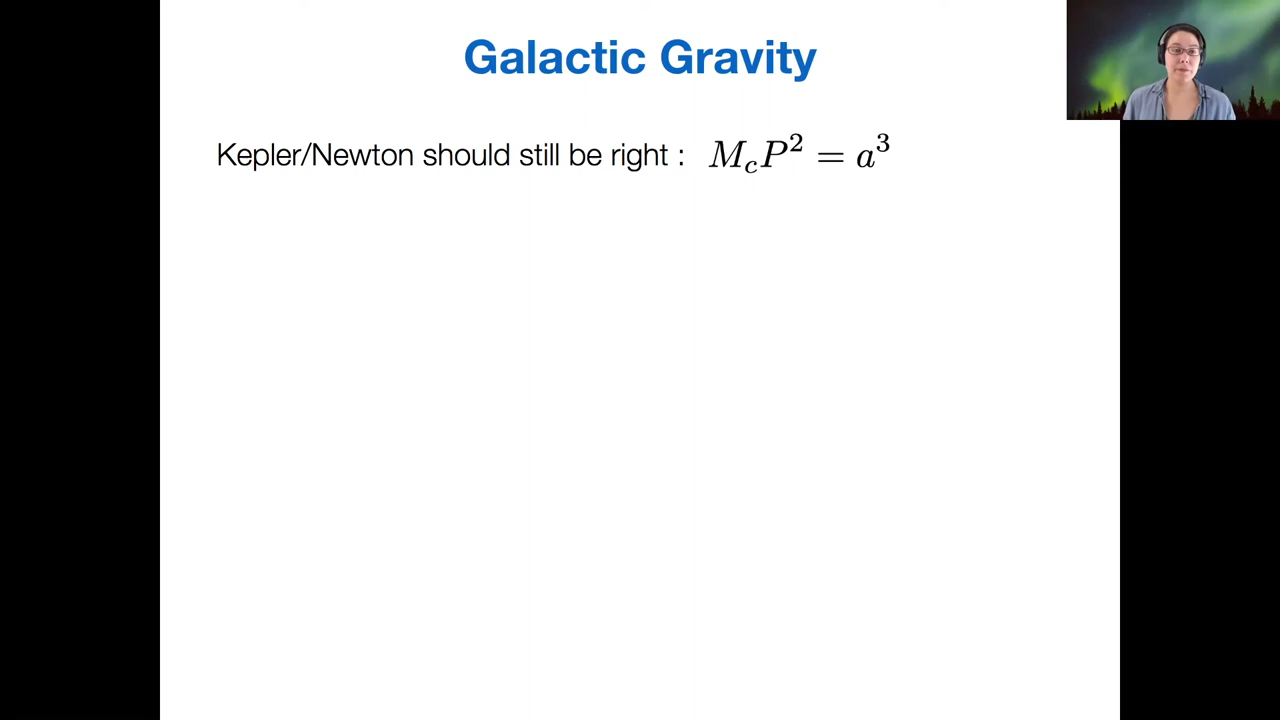 Galactic Gravity
Kepler/Newton should still be right : $M_c P^2 = a^3$